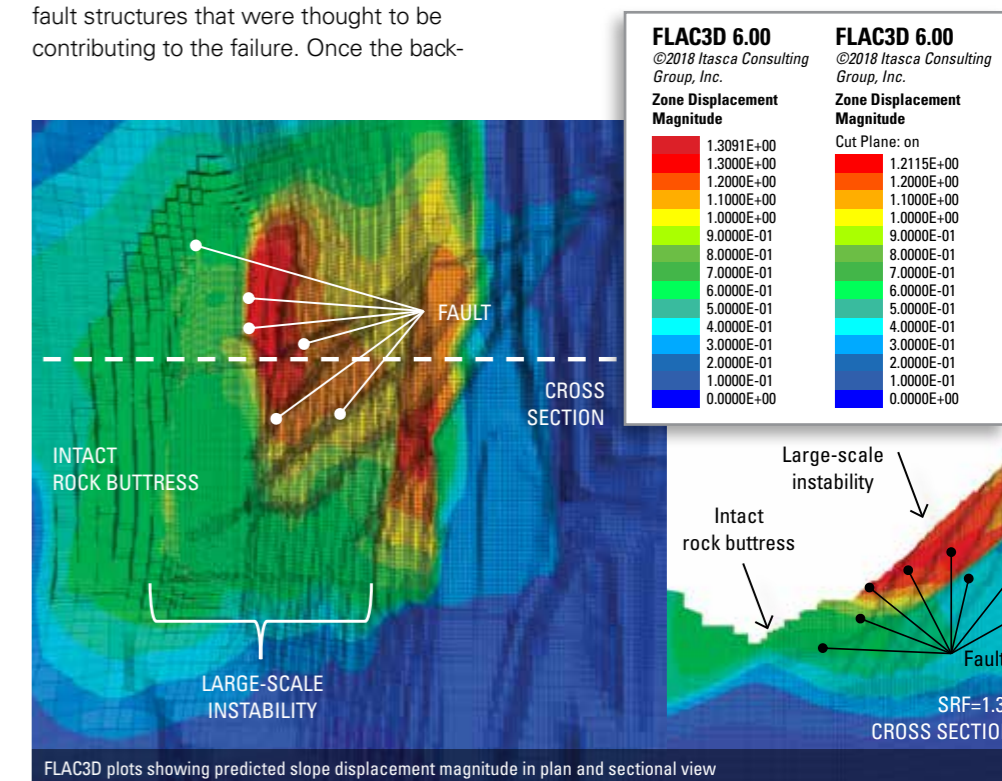 fault structures that were thought to be
contributing to the failure. Once the back-
FLAC3D 6.00
©2018 Itasca Consulting
Group, Inc.
Zone Displacement
Magnitude
1.3091E+00
1.3000E+00
1.2000E+00
1.1000E+00
1.0000E+00
9.0000E-01
8.0000E-01
7.0000E-01
6.0000E-01
5.0000E-01
4.0000E-01
3.0000E-01
2.0000E-01
1.0000E-01
0.0000E+00
FLAC3D 6.00
©2018 Itasca Consulting
Group, Inc.
Zone Displacement
Magnitude
Cut Plane: on
1.2115E+00
1.2000E+00
1.1000E+00
1.0000E+00
9.0000E-01
8.0000E-01
7.0000E-01
6.0000E-01
5.0000E-01
4.0000E-01
3.0000E-01
2.0000E-01
1.0000E-01
0.0000E+00
FAULT
CROSS
SECTION
INTACT
ROCK BUTTRESS
LARGE-SCALE
INSTABILITY
Large-scale
instability
Intact
rock buttress
Fault
SRF=1.3
CROSS SECTIO
FLAC3D plots showing predicted slope displacement magnitude in plan and sectional view